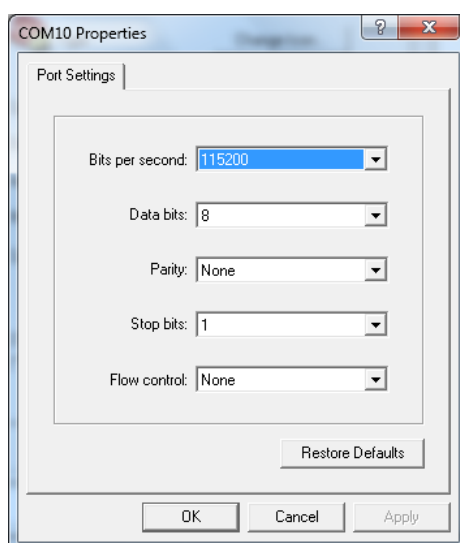 COM10 Properties
Port Settings
Bits per second: 115200
Data bits: 8
Parity: None
Stop bits: 1
Flow control: None
Restore Defaults
OK Cancel Apply